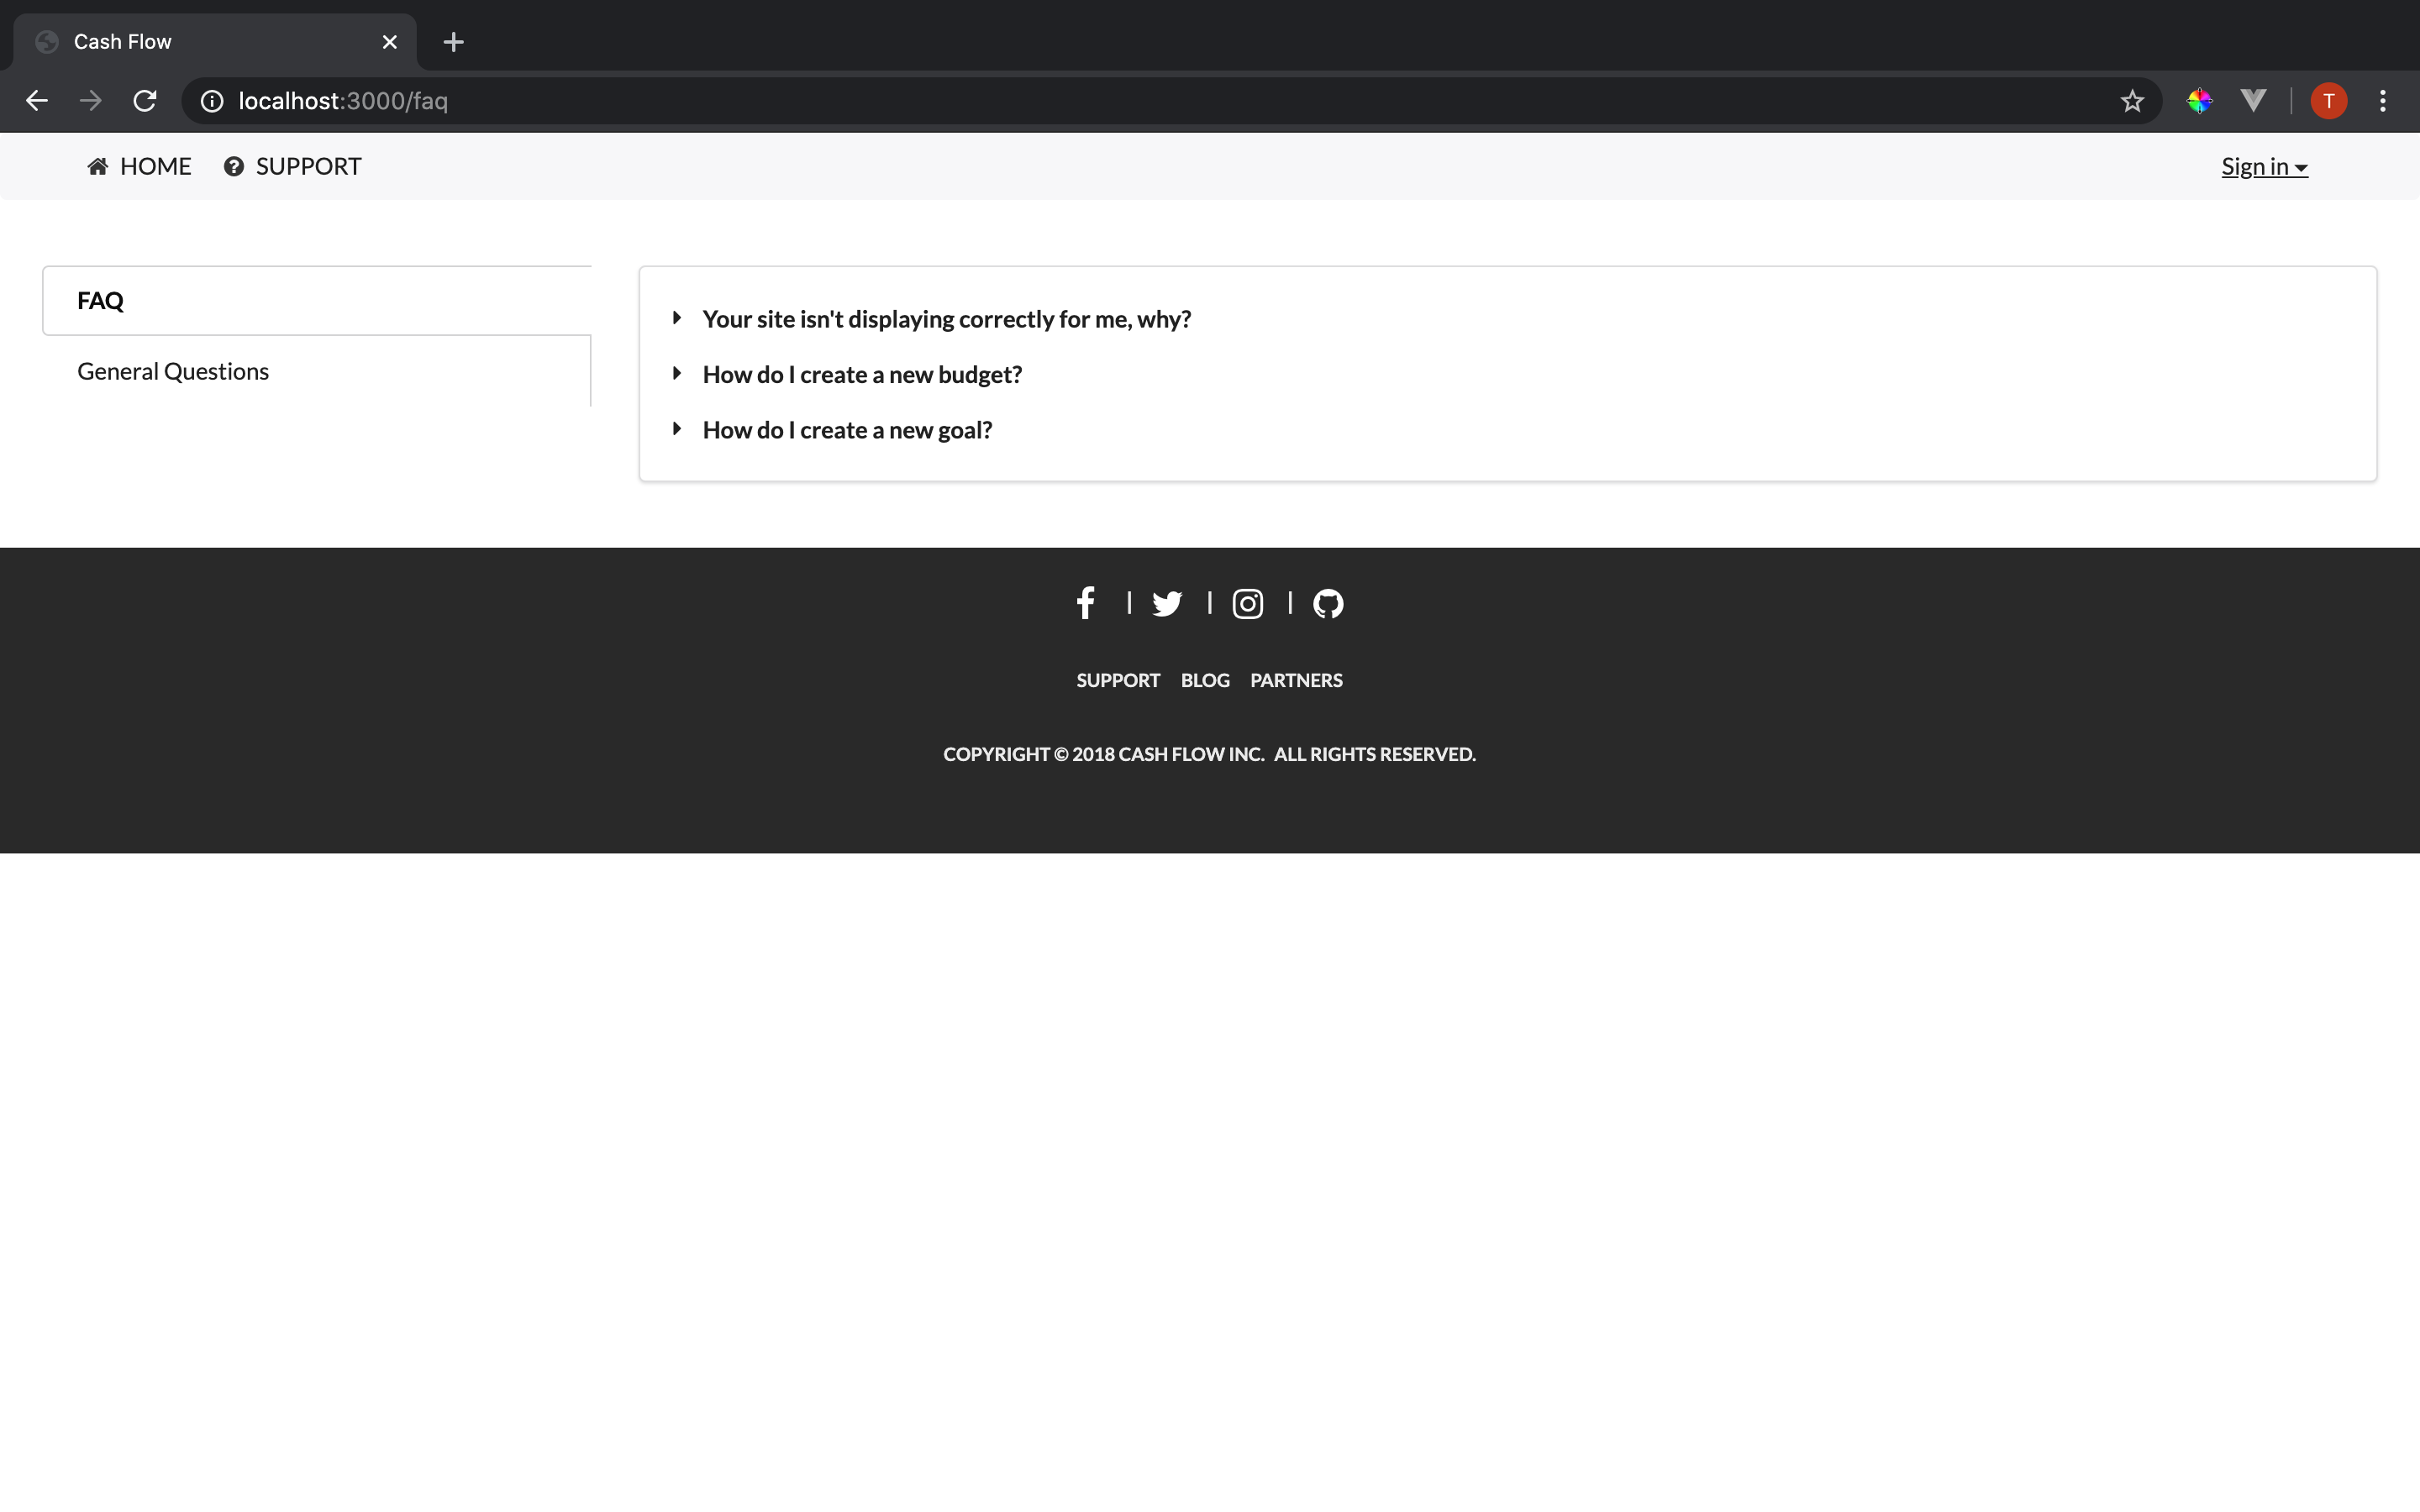 Cash Flow
localhost:3000/faq
T
HOME SUPPORT Sign in
FAQ
General Questions
Your site isn't displaying correctly for me, why?
How do I create a new budget?
How do I create a new goal?
SUPPORT BLOG PARTNERS
COPYRIGHT © 2018 CASH FLOW INC. ALL RIGHTS RESERVED.